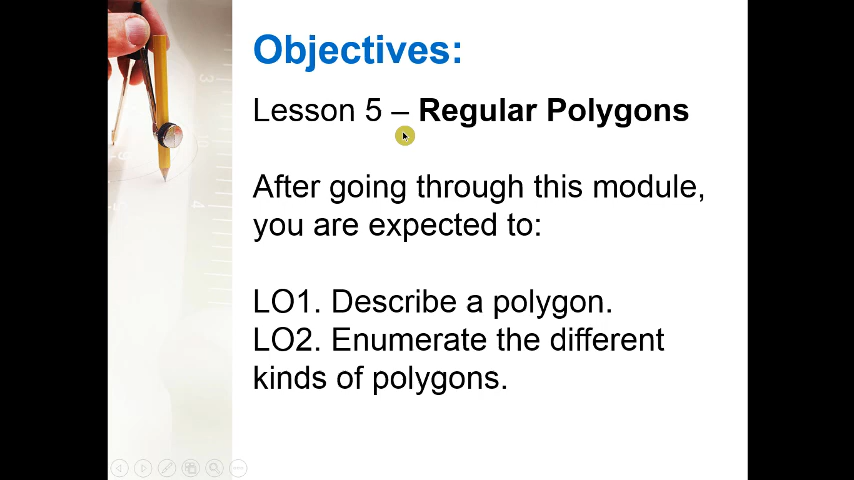 Objectives:
Lesson 5 – Regular Polygons
After going through this module,
you are expected to:
LO1. Describe a polygon.
LO2. Enumerate the different
kinds of polygons.